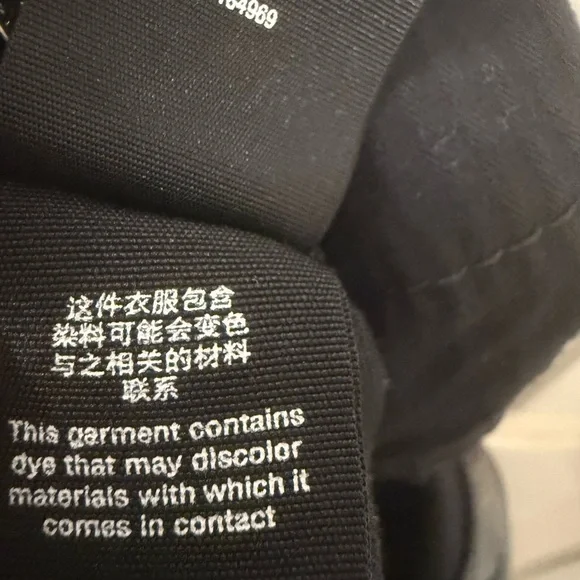 这件衣服包含
染料可能会变色
与之相关的材料
联系
This garment contains
dye that may discolor
materials with which it
comes in contact